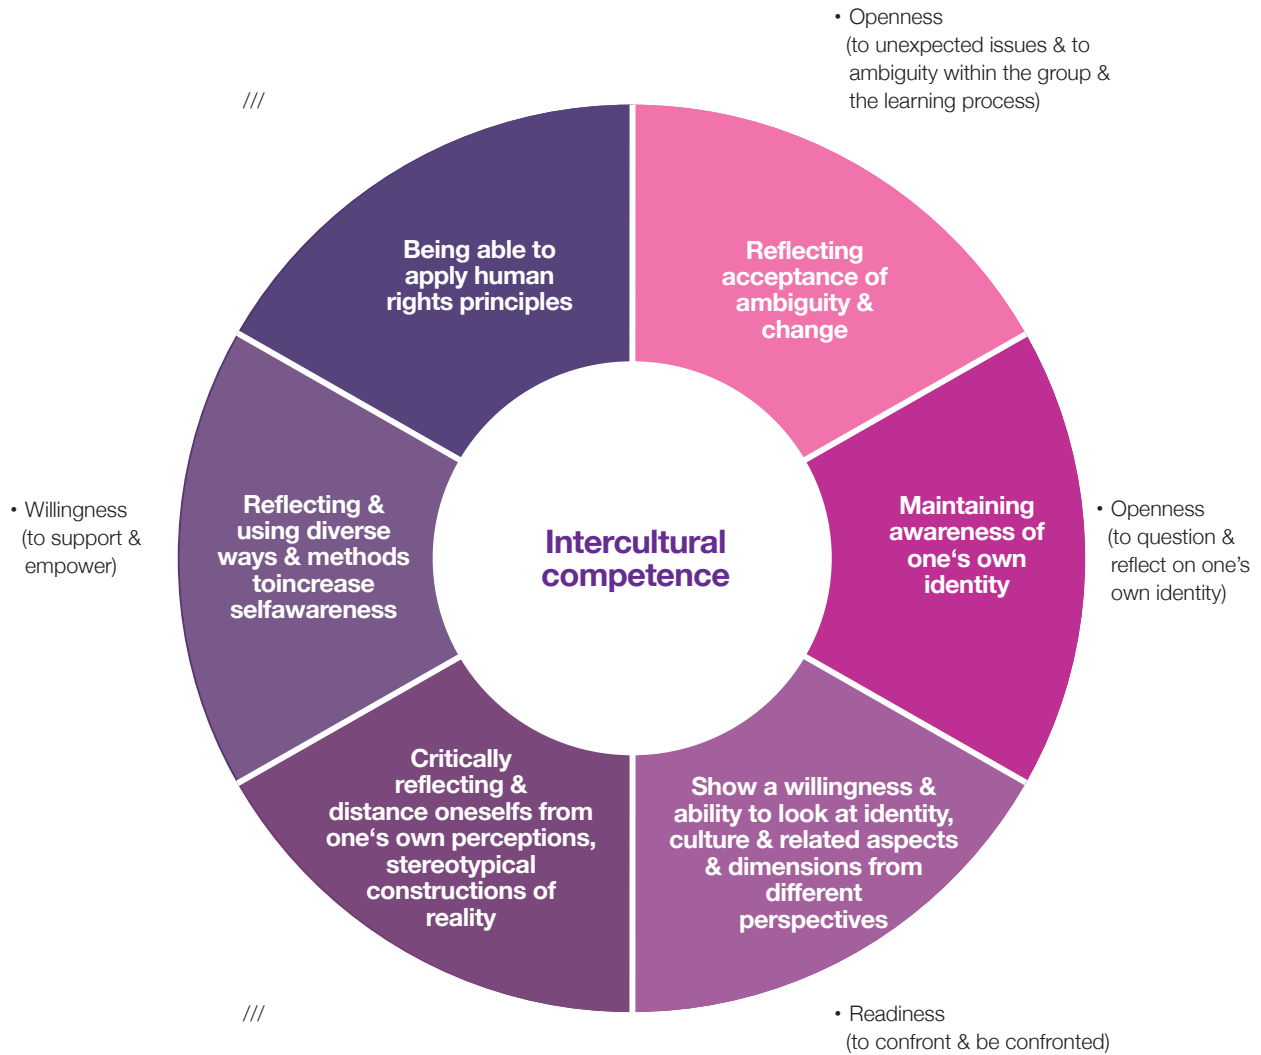 • Openness
(to unexpected issues & to
ambiguity within the group &
the learning process)
///
Being able to
apply human
rights principles
Reflecting
acceptance of
ambiguity &
change
• Willingness
(to support &
empower)
Reflecting &
using diverse
ways & methods
toincrease
selfawareness
Intercultural
competence
Maintaining
awareness of
one‘s own
identity
• Openness
(to question &
reflect on one’s
own identity)
Critically
reflecting &
distance oneselfs from
one‘s own perceptions,
stereotypical
constructions of
reality
Show a willingness &
ability to look at identity,
culture & related aspects
& dimensions from
different
perspectives
///
• Readiness
(to confront & be confronted)